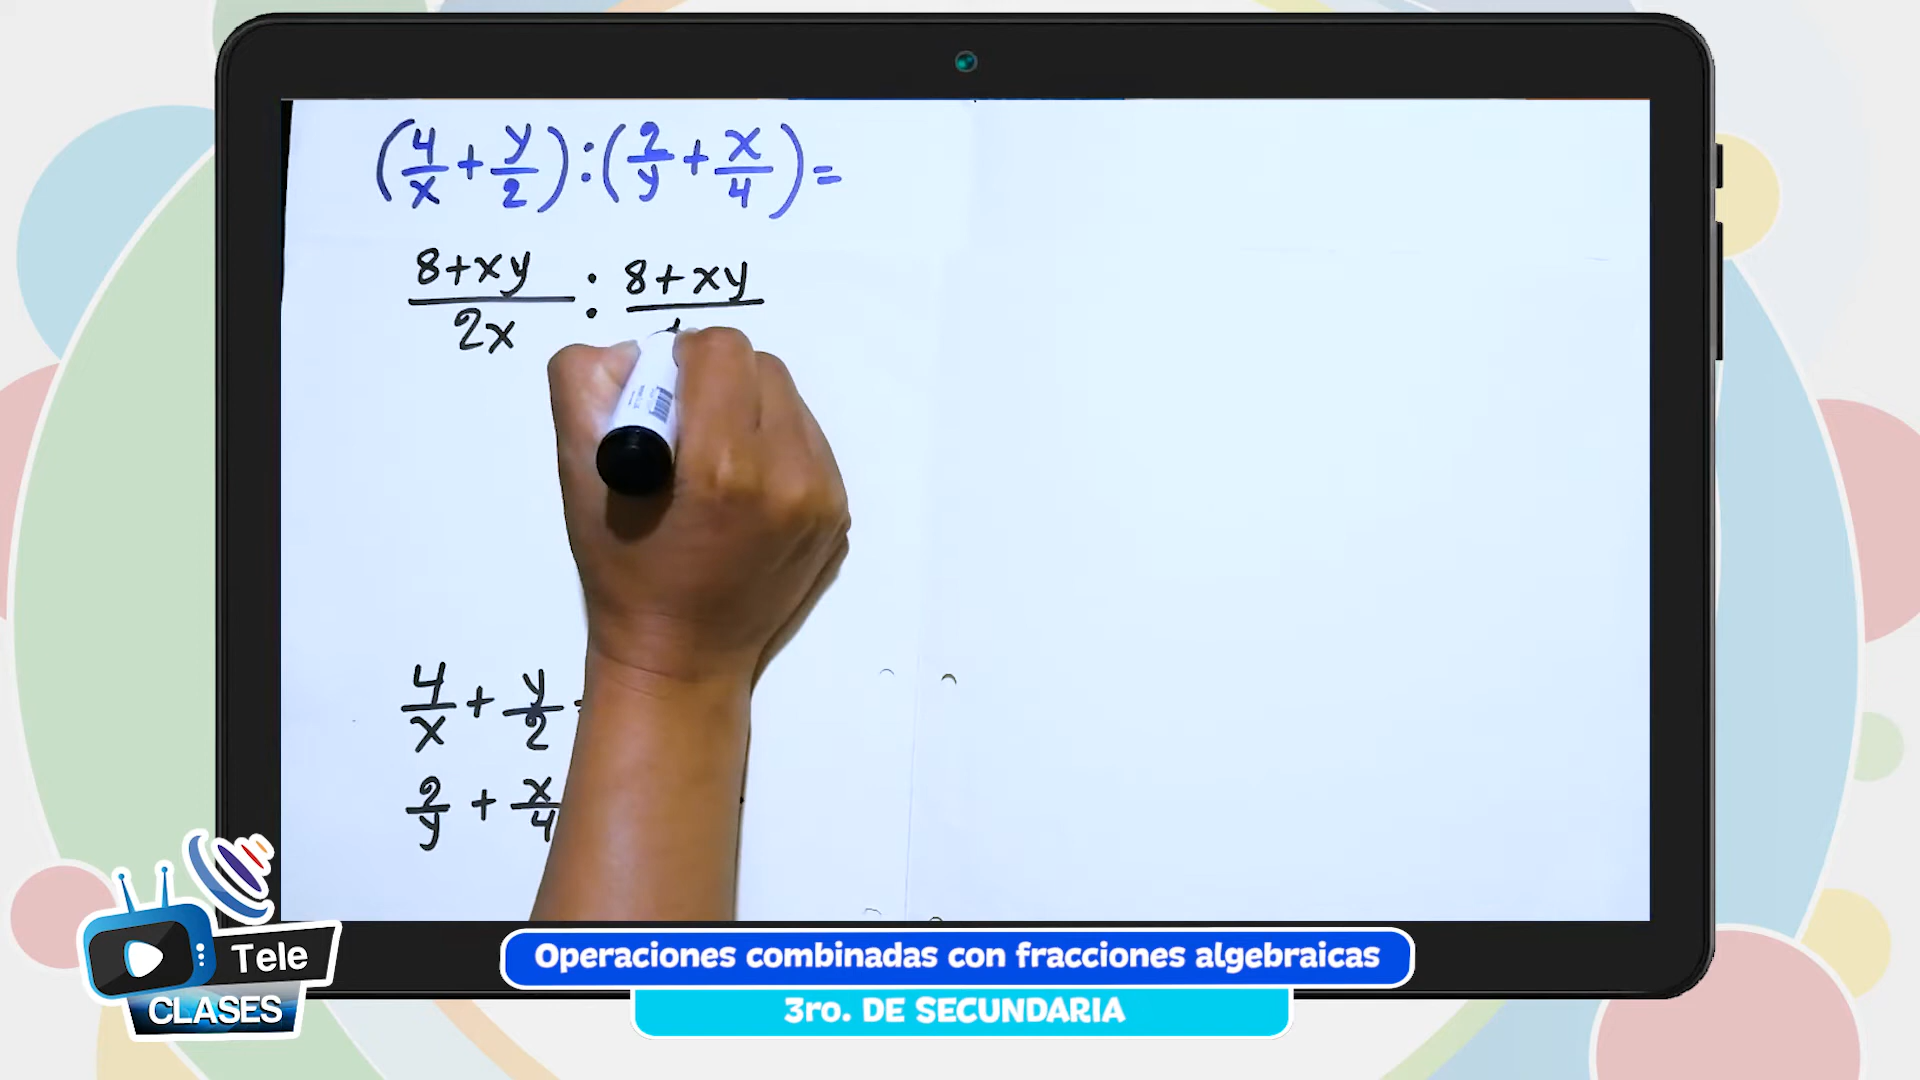 (4/x + y/2) : (2/y + x/4) =
8+xy/2x : 8+xy/
4/x + y/2 =
2/y + x/4
Tele
CLASES
Operaciones combinadas con fracciones algebraicas
3ro. DE SECUNDARIA